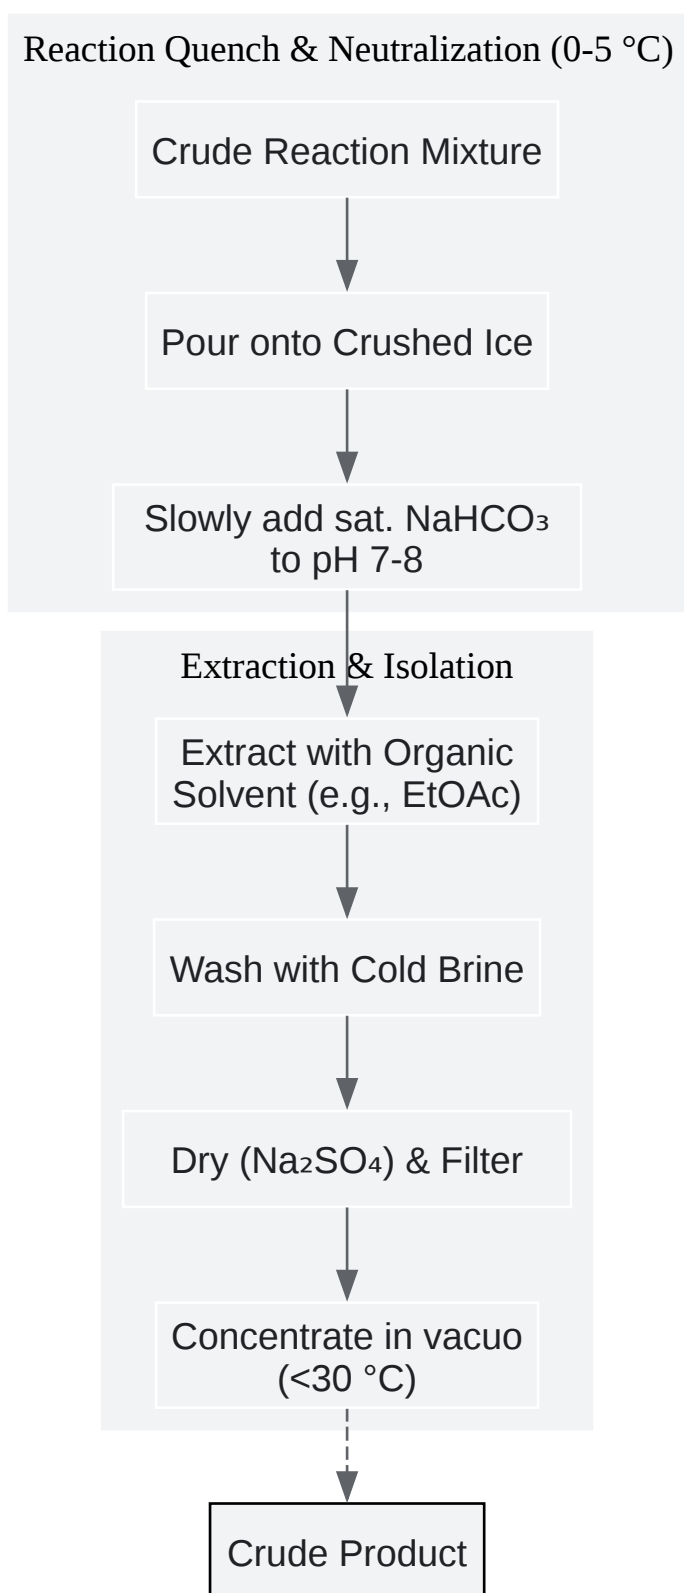 Reaction Quench & Neutralization (0-5 °C)
Crude Reaction Mixture
Pour onto Crushed Ice
Slowly add sat. NaHCO₃
to pH 7-8
Extraction & Isolation
Extract with Organic
Solvent (e.g., EtOAc)
Wash with Cold Brine
Dry (Na₂SO₄) & Filter
Concentrate in vacuo
(<30 °C)
Crude Product